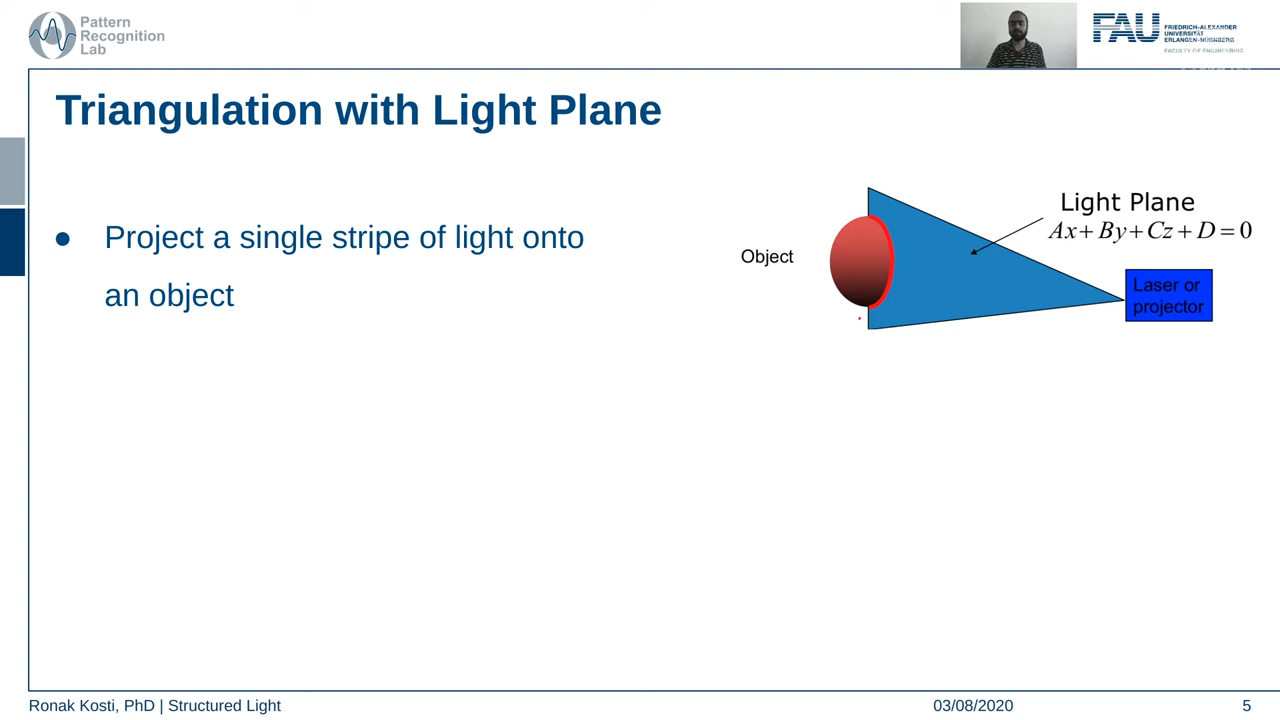 Pattern
Recognition
Lab
FAU
FRIEDRICH-ALEXANDER
UNIVERSITÄT
ERLANGEN-NÜRNBERG
FACULTY OF ENGINEERING
Triangulation with Light Plane
● Project a single stripe of light onto
an object
Object
Light Plane
Ax + By + Cz + D = 0
Laser or
projector
Ronak Kosti, PhD | Structured Light
03/08/2020
5